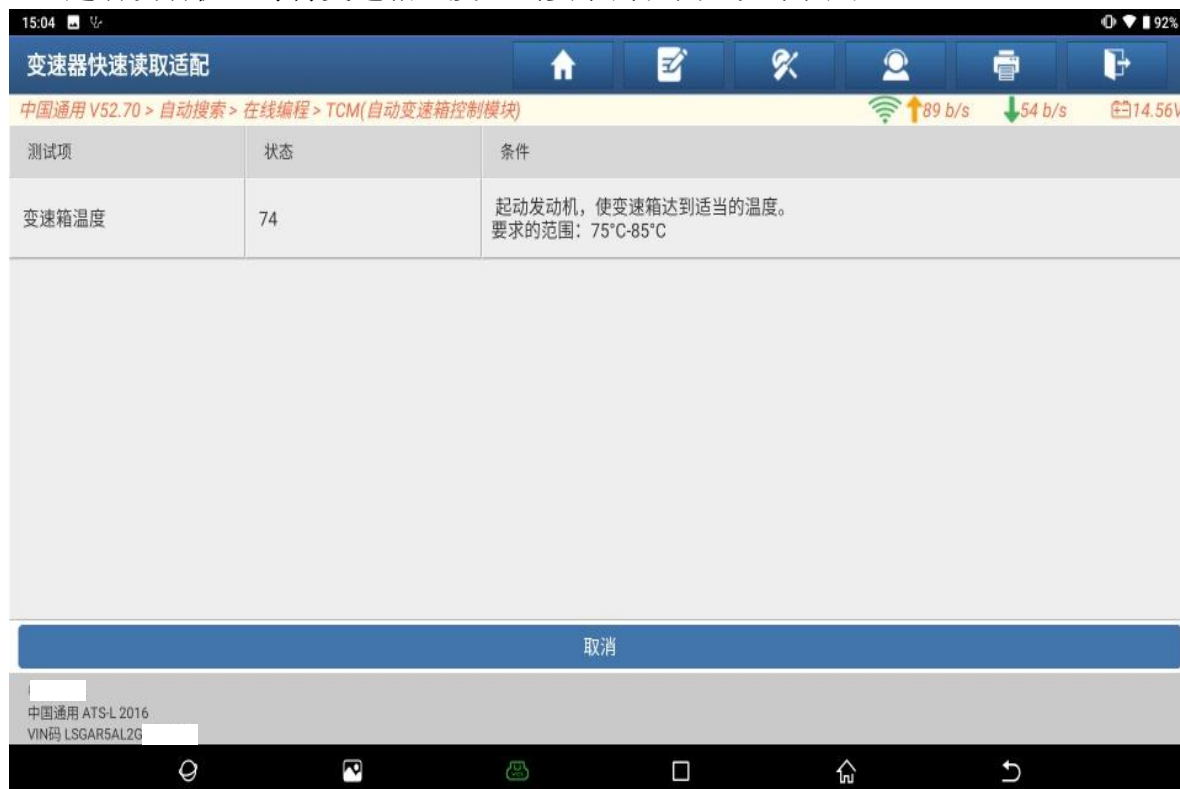 15:04
92%
变速器快速读取适配
中国通用 V52.70 > 自动搜索 > 在线编程 > TCM(自动变速箱控制模块)
89 b/s 54 b/s 14.56V
测试项 状态 条件
变速箱温度 74 起动发动机，使变速箱达到适当的温度。
要求的范围：75°C-85°C
取消
中国通用 ATS-L 2016
VIN码 LSGAR5AL2G